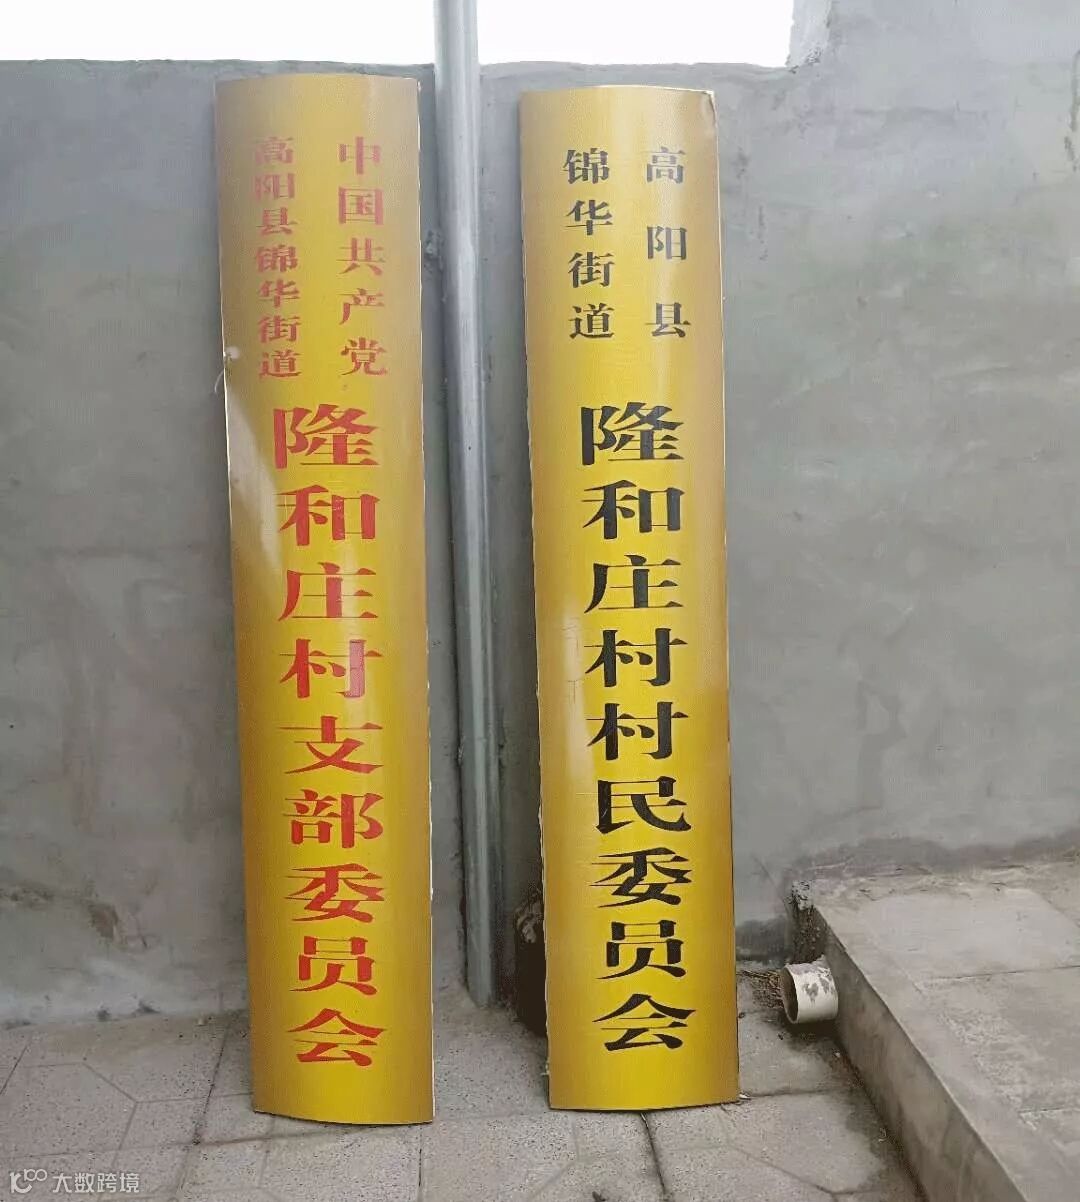 中国共产党
高阳县锦华街道
隆和庄村支部委员会
高阳县
锦华街道
隆和庄村村民委员会
大数跨境